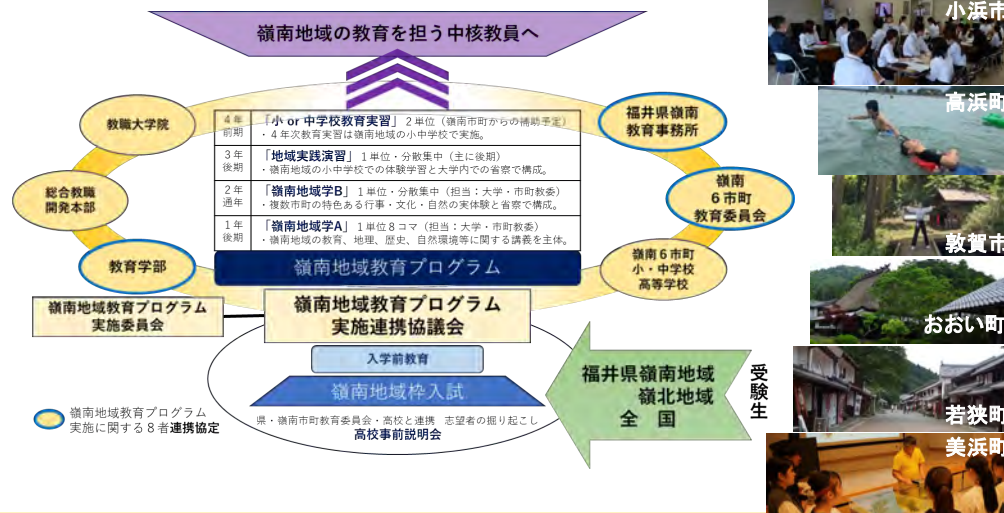 嶺南地域の教育を担う中核教員へ
教職大学院
総合教職
開発本部
教育学部
福井県嶺南
教育事務所
嶺南
6市町
教育委員会
嶺南6市町
小・中学校
高等学校
4年
前期
「小 or 中学校教育実習」2単位（嶺南市町からの補助予定）
・４年次教育実習は嶺南地域の小中学校で実施。
3年
後期
「地域実践演習」1単位・分散集中（主に後期）
・嶺南地域の小中学校での体験学習と大学内での省察で構成。
2年
通年
「嶺南地域学B」1単位・分散集中（担当：大学・市町教委）
・複数市町の特色ある行事・文化・自然の実体験と省察で構成。
1年
後期
「嶺南地域学A」1単位8コマ（担当：大学・市町教委）
・嶺南地域の教育、地理、歴史、自然環境等に関する講義を主体。
嶺南地域教育プログラム
嶺南地域教育プログラム
実施委員会
嶺南地域教育プログラム
実施連携協議会
入学前教育
嶺南地域枠入試
県・嶺南市町教育委員会・高校と連携 志望者の掘り起こし
高校事前説明会
福井県嶺南地域
嶺北地域
全 国
受験生
嶺南地域教育プログラム
実施に関する８者連携協定
小浜市
高浜町
敦賀市
おおい町
若狭町
美浜町